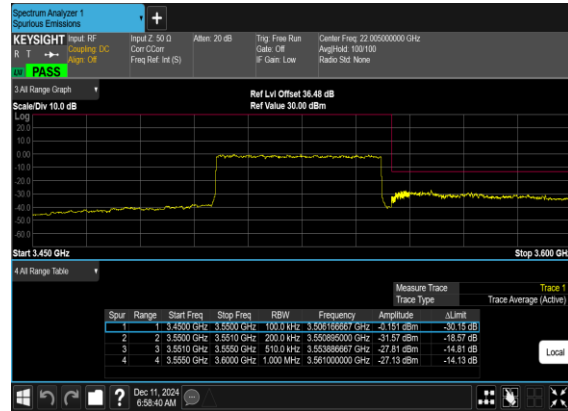 Spectrum Analyzer 1
Spurious Emissions
+
KEYSIGHT Input: RF Input Z: 50 Ω Atten: 20 dB Trig: Free Run Center Freq: 22.005000000 GHz
R T Coupling: DC Corr CCorr Gate: Off Avg|Hold: 100/100
Align: Off Freq Ref: Int (S) IF Gain: Low Radio Std: None
LXI PASS
3 All Range Graph
Ref Lvl Offset 36.48 dB
Scale/Div 10.0 dB Ref Value 30.00 dBm
Log
20.0
10.00
0.00
-10.0
-20.0
-30.0
-40.0
-50.0
-60.0
Start 3.450 GHz Stop 3.600 GHz
4 All Range Table
Measure Trace Trace 1
Trace Type Trace Average (Active)
Spur Range Start Freq Stop Freq RBW Frequency Amplitude ΔLimit
1 1 3.4500 GHz 3.5500 GHz 100.0 kHz 3.506166667 GHz -0.151 dBm -30.15 dB
2 2 3.5500 GHz 3.5510 GHz 200.0 kHz 3.550895000 GHz -31.57 dBm -18.57 dB
3 3 3.5510 GHz 3.5550 GHz 510.0 kHz 3.553886667 GHz -27.81 dBm -14.81 dB
4 4 3.5550 GHz 3.6000 GHz 1.000 MHz 3.561000000 GHz -27.13 dBm -14.13 dB
Local
? Dec 11, 2024
6:58:40 AM